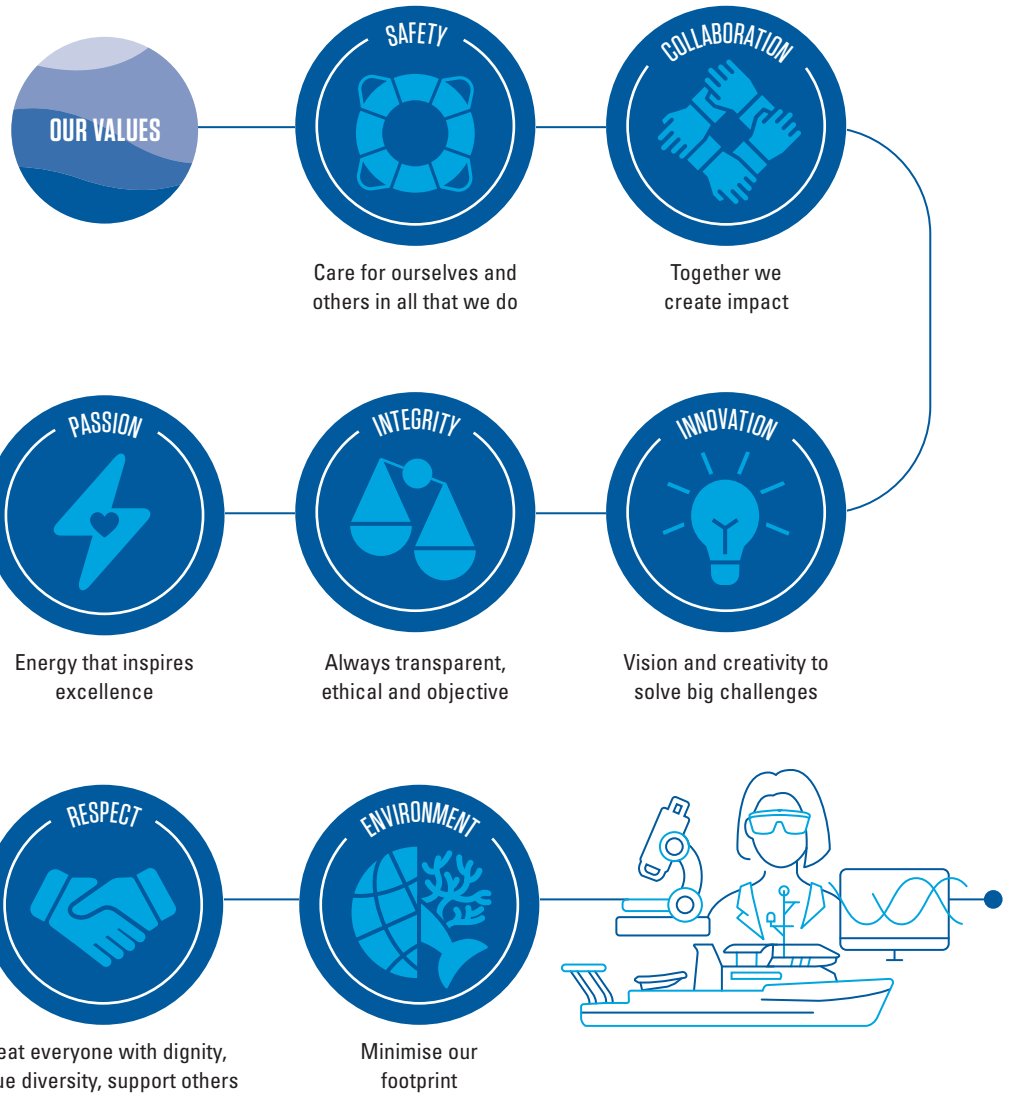 OUR VALUES
SAFETY
Care for ourselves and
others in all that we do
COLLABORATION
Together we
create impact
INNOVATION
Vision and creativity to
solve big challenges
INTEGRITY
Always transparent,
ethical and objective
PASSION
Energy that inspires
excellence
RESPECT
everyone with dignity,
diversity, support others
ENVIRONMENT
Minimise our
footprint